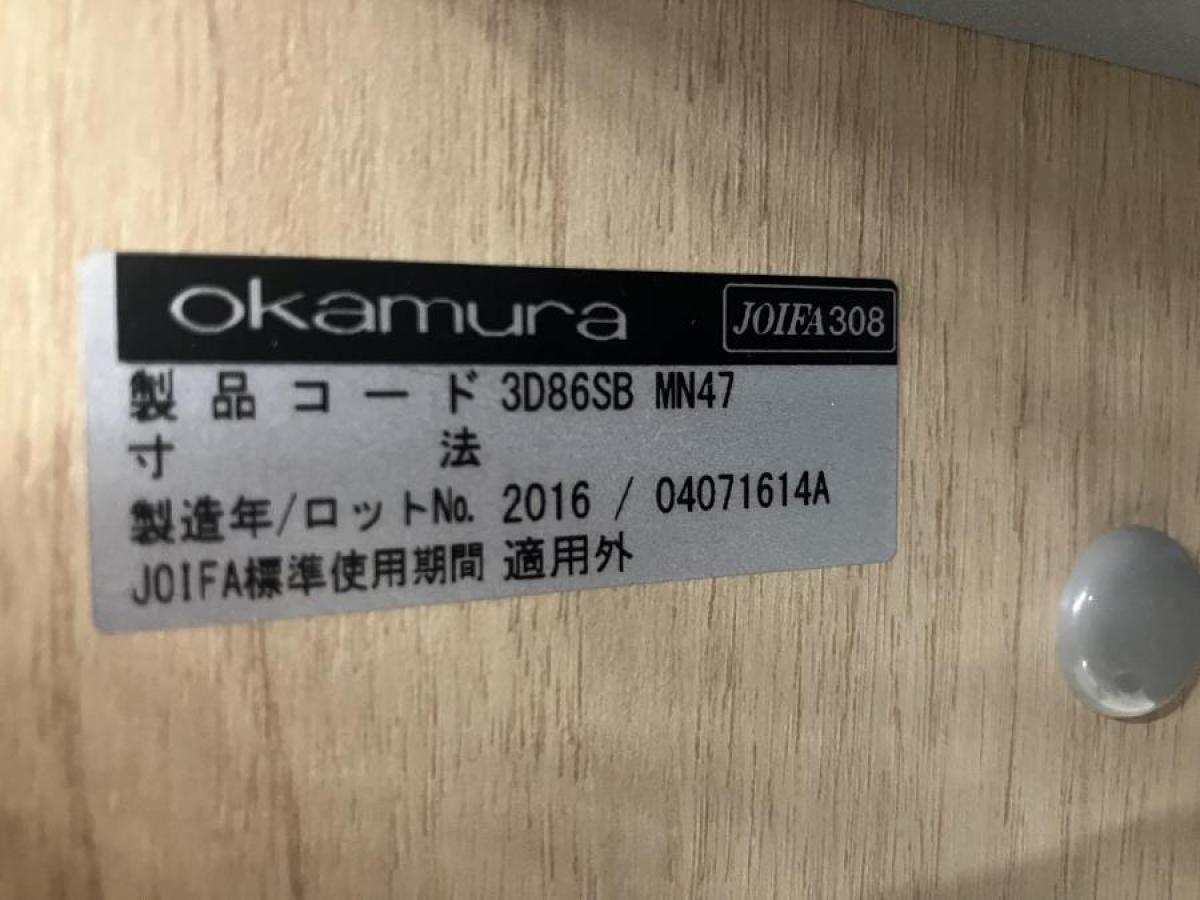 okamura JOIFA308
製品コード 3D86SB MN47
寸法
製造年/ロットNo. 2016 / 04071614A
JOIFA標準使用期間 適用外